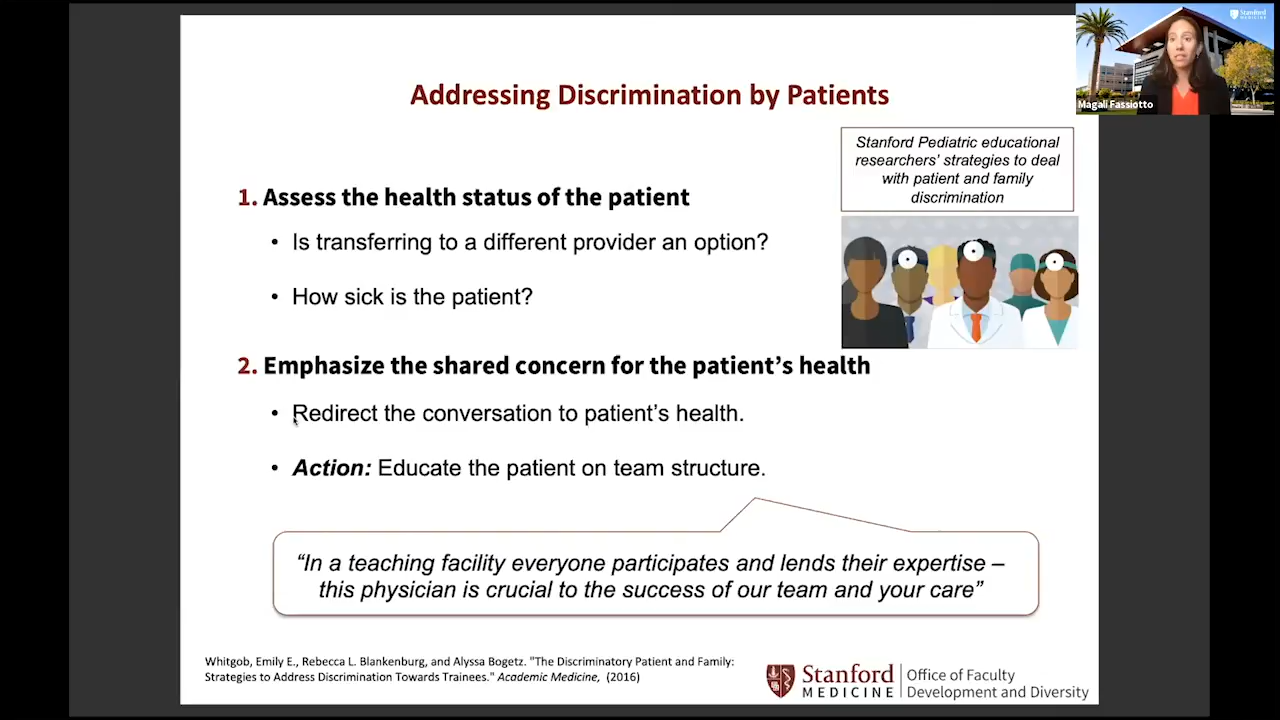 Addressing Discrimination by Patients
Stanford Pediatric educational
researchers' strategies to deal
with patient and family
discrimination
1. Assess the health status of the patient
• Is transferring to a different provider an option?
• How sick is the patient?
2. Emphasize the shared concern for the patient's health
• Redirect the conversation to patient's health.
• Action: Educate the patient on team structure.
"In a teaching facility everyone participates and lends their expertise –
this physician is crucial to the success of our team and your care"
Whitgob, Emily E., Rebecca L. Blankenburg, and Alyssa Bogetz. "The Discriminatory Patient and Family:
Strategies to Address Discrimination Towards Trainees." Academic Medicine, (2016)
Stanford
MEDICINE
Office of Faculty
Development and Diversity
Stanford
MEDICINE
Magali Fassiotto